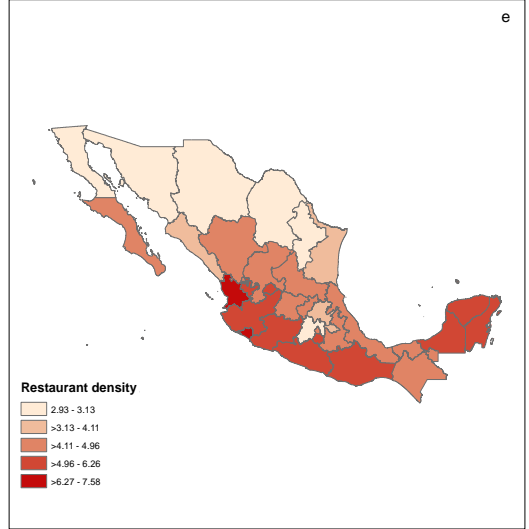 e
Restaurant density
2.93 - 3.13
>3.13 - 4.11
>4.11 - 4.96
>4.96 - 6.26
>6.27 - 7.58